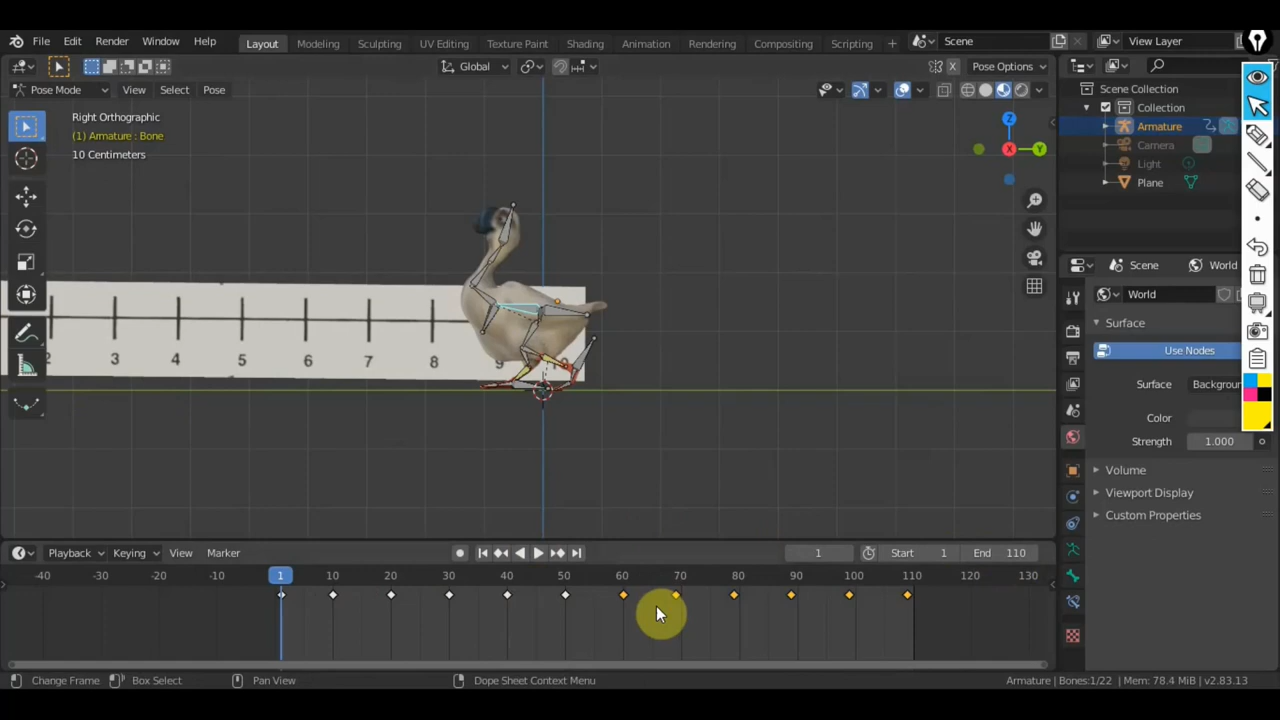 File Edit Render Window Help Layout Modeling Sculpting UV Editing Texture Paint Shading Animation Rendering Compositing Scripting Scene View Layer
Global Pose Options
Pose Mode View Select Pose
Scene Collection
Collection
Armature
Camera
Light
Plane
Right Orthographic
(1) Armature : Bone
10 Centimeters
X Y Z
3 4 5 6 7 8 9
Scene World
World
Surface
Use Nodes
Surface Backgroun
Color
Strength 1.000
Volume
Viewport Display
Custom Properties
Playback Keying View Marker 1 Start 1 End 110
-40 -30 -20 -10 1 10 20 30 40 50 60 70 80 90 100 110 120 130
Change Frame Box Select Pan View Dope Sheet Context Menu Armature | Bones:1/22 | Mem: 78.4 MiB | v2.83.13